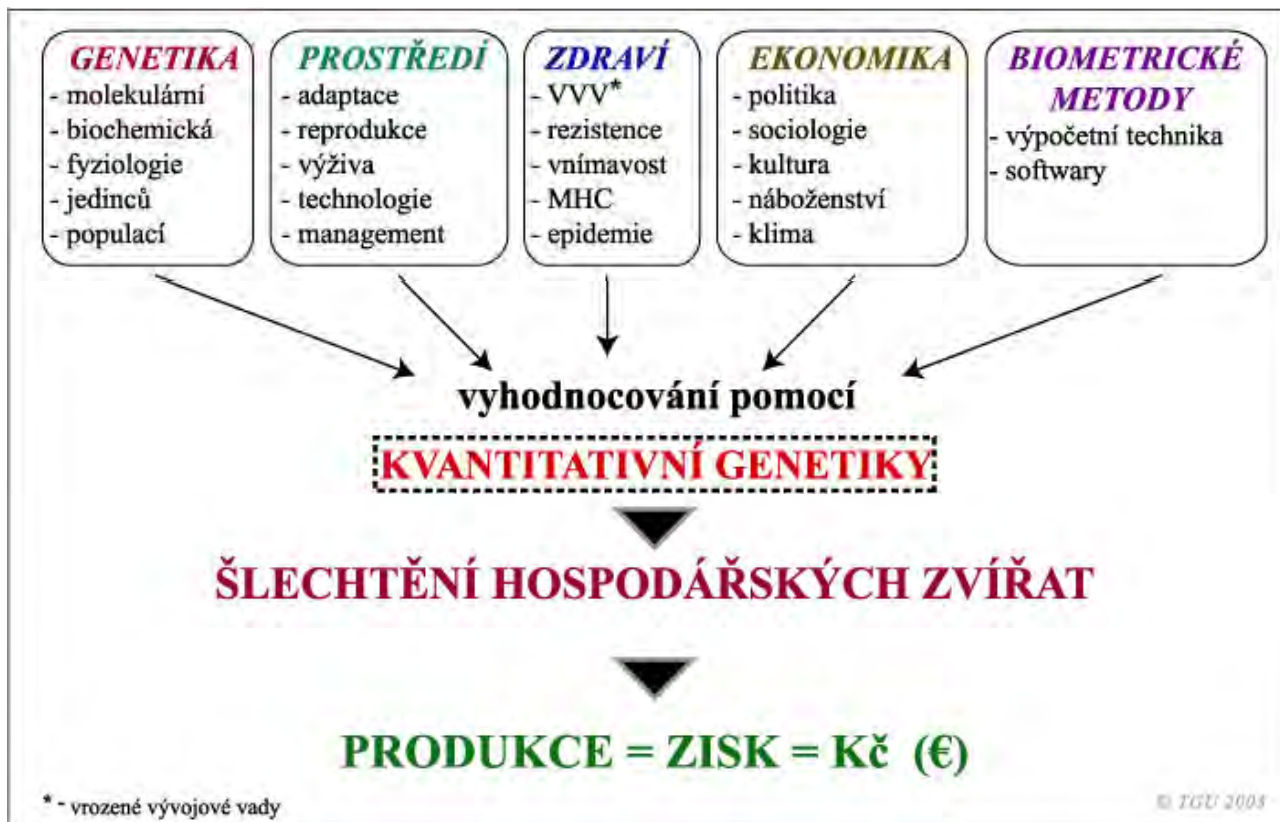 GENETIKA
- molekulární
- biochemická
- fyziologie
- jedinců
- populací
PROSTŘEDÍ
- adaptace
- reprodukce
- výživa
- technologie
- management
ZDRAVÍ
- VVV*
- rezistence
- vnímavost
- MHC
- epidemie
EKONOMIKA
- politika
- sociologie
- kultura
- náboženství
- klima
BIOMETRICKÉ
METODY
- výpočetní technika
- softwary
vyhodnocování pomocí
KVANTITATIVNÍ GENETIKY
ŠLECHTĚNÍ HOSPODÁŘSKÝCH ZVÍŘAT
PRODUKCE = ZISK = Kč (€)
* - vrozené vývojové vady
© TGU 2008